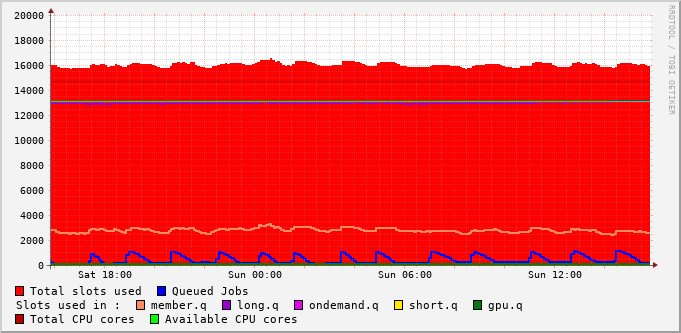 20000
18000
16000
14000
12000
10000
8000
6000
4000
2000
0
Sat 18:00 Sun 00:00 Sun 06:00 Sun 12:00
RRDTOOL / TOBI OETIKER
Total slots used Queued Jobs
Slots used in : member.q long.q ondemand.q short.q gpu.q
Total CPU cores Available CPU cores